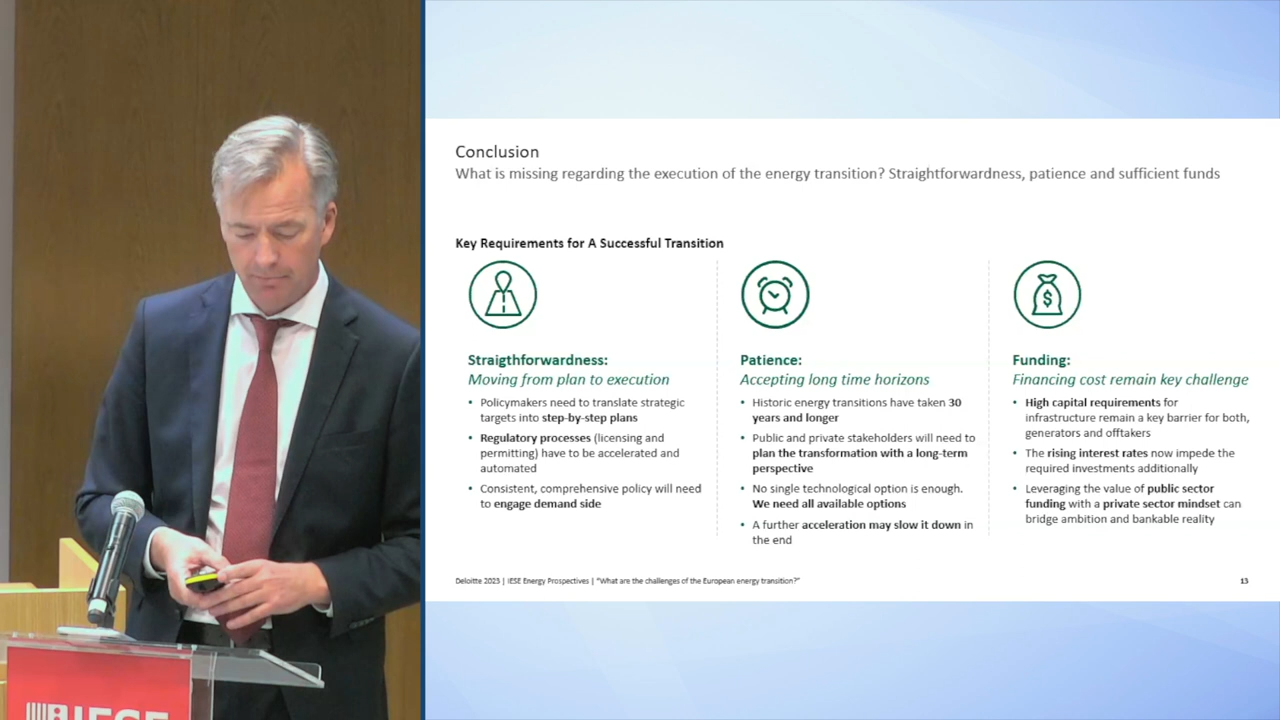 Conclusion
What is missing regarding the execution of the energy transition? Straightforwardness, patience and sufficient funds
Key Requirements for A Successful Transition
Straigthforwardness:
Moving from plan to execution
• Policymakers need to translate strategic
targets into step-by-step plans
• Regulatory processes (licensing and
permitting) have to be accelerated and
automated
• Consistent, comprehensive policy will need
to engage demand side
Patience:
Accepting long time horizons
• Historic energy transitions have taken 30
years and longer
• Public and private stakeholders will need to
plan the transformation with a long-term
perspective
• No single technological option is enough.
We need all available options
• A further acceleration may slow it down in
the end
Funding:
Financing cost remain key challenge
• High capital requirements for
infrastructure remain a key barrier for both,
generators and offtakers
• The rising interest rates now impede the
required investments additionally
• Leveraging the value of public sector
funding with a private sector mindset can
bridge ambition and bankable reality
Deloitte 2023 | IESE Energy Prospectives | "What are the challenges of the European energy transition?"
13
IESE